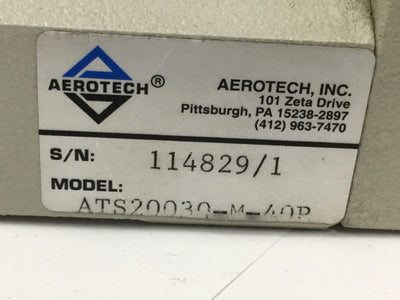 AEROTECH®
AEROTECH, INC.
101 Zeta Drive
Pittsburgh, PA 15238-2897
(412) 963-7470
S/N: 114829/1
MODEL:
ATS20030-M-40P